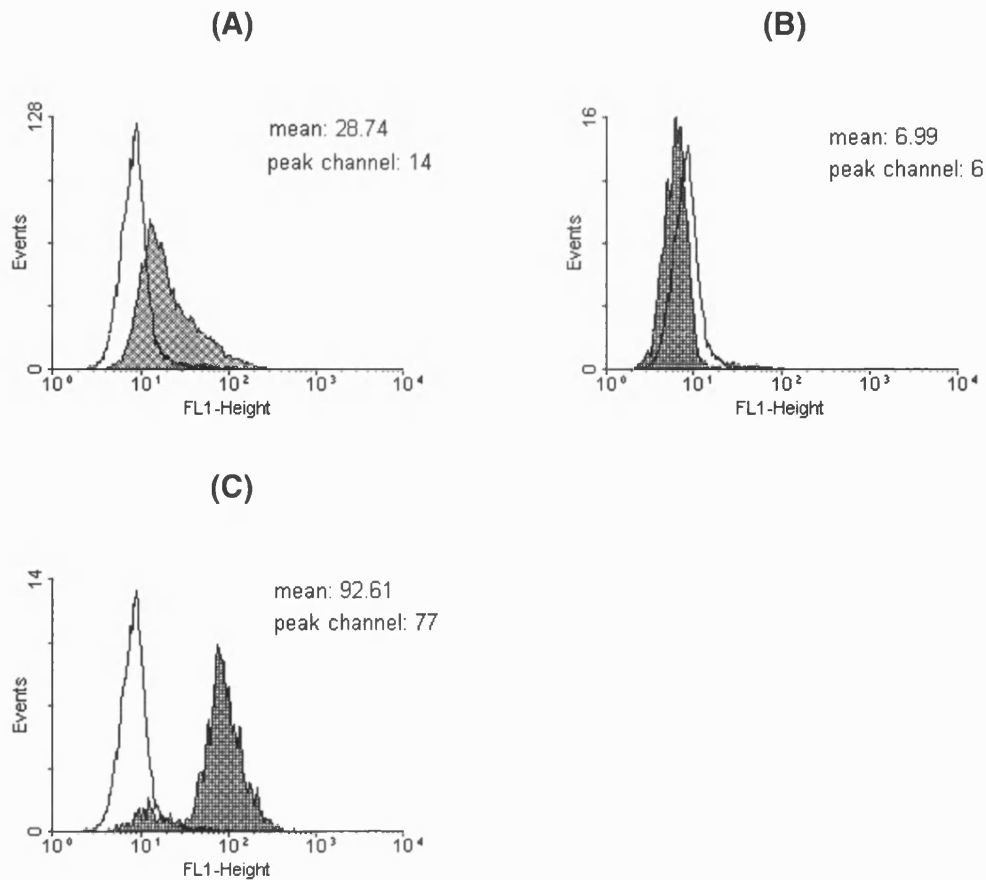 (A)
128
mean: 28.74
peak channel: 14
Events
0
10⁰ 10¹ 10² 10³ 10⁴
FL1-Height
(B)
16
mean: 6.99
peak channel: 6
Events
0
10⁰ 10¹ 10² 10³ 10⁴
FL1-Height
(C)
14
mean: 92.61
peak channel: 77
Events
0
10⁰ 10¹ 10² 10³ 10⁴
FL1-Height